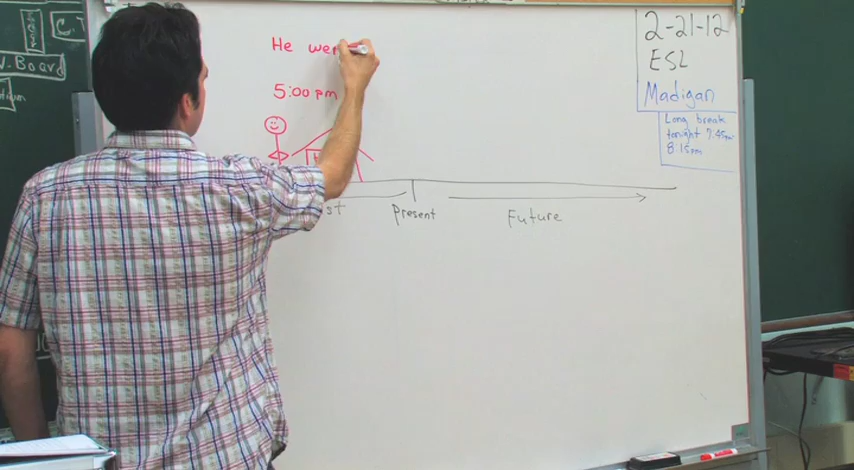 He wen
5:00 pm
Present
Future
2-21-12
ESL
Madigan
Long break
tonight 7:45pm
8:15pm
Board